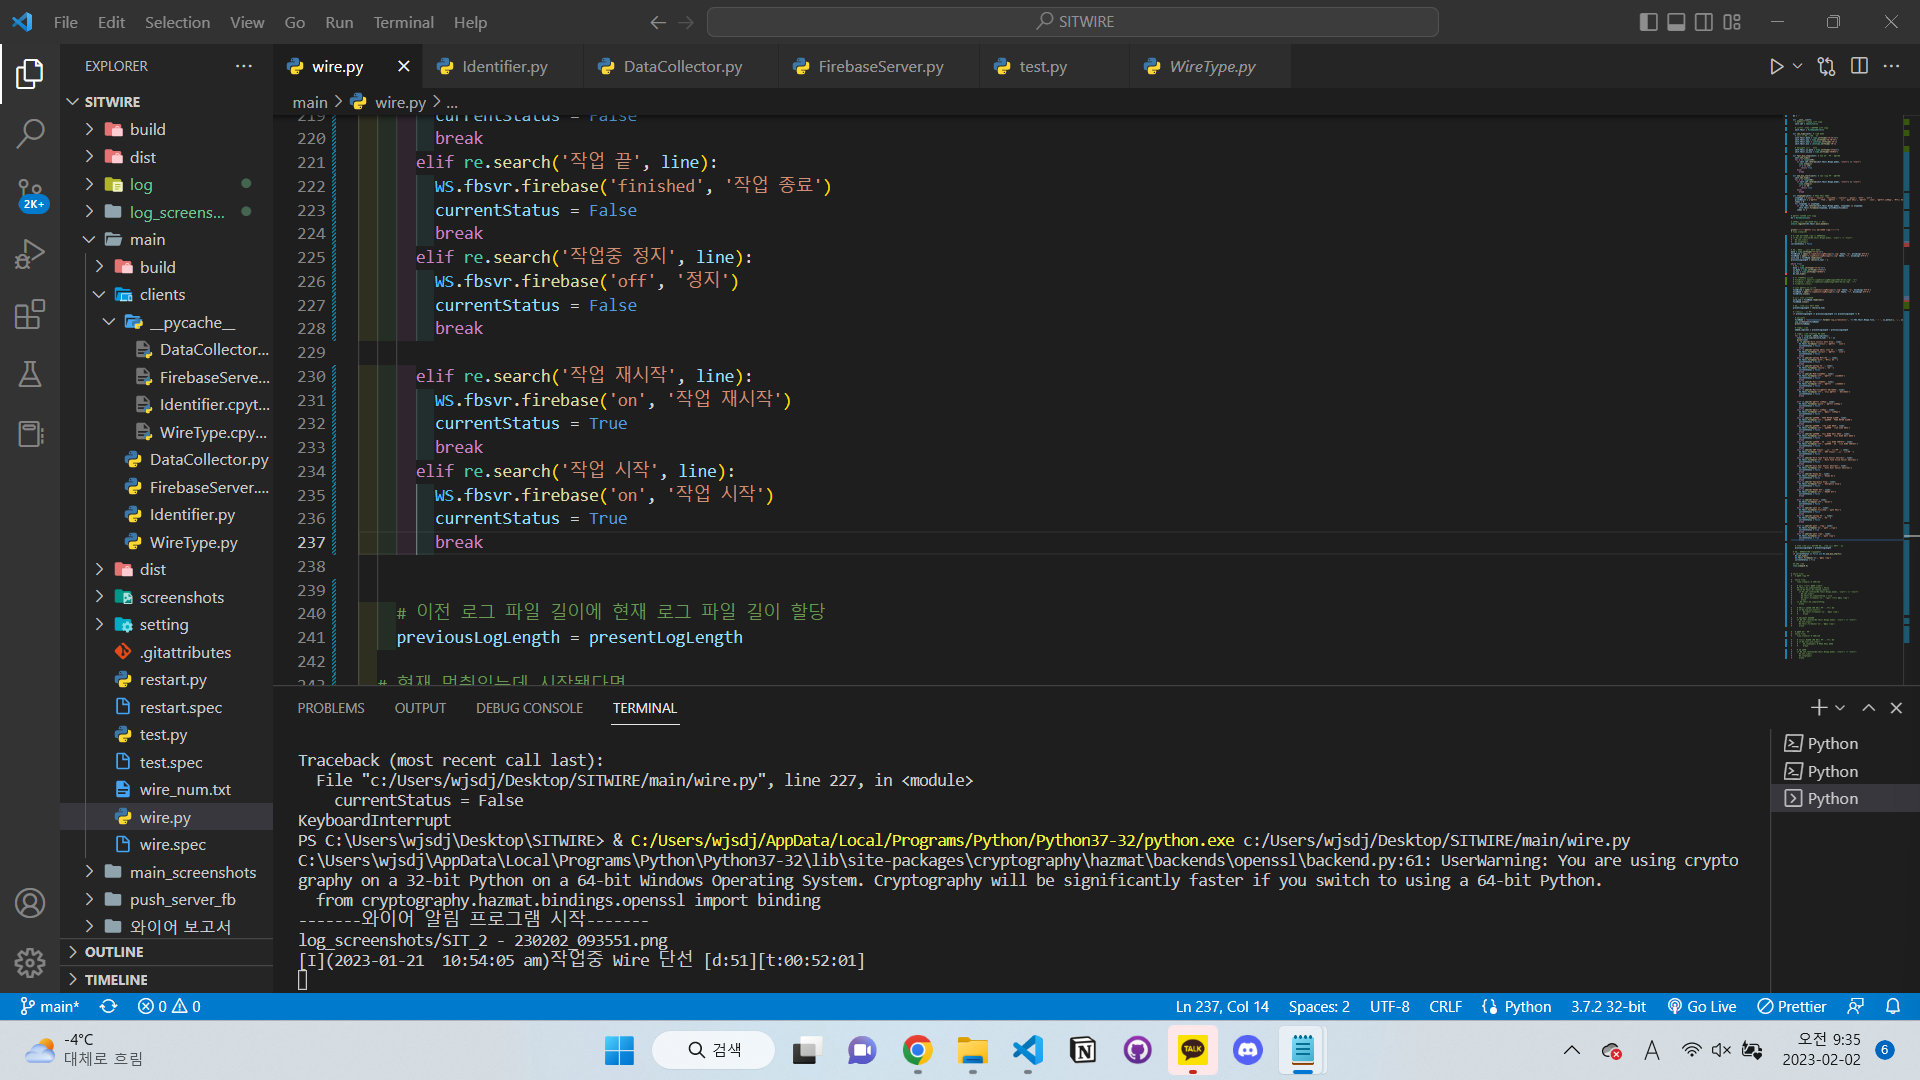 File Edit Selection View Go Run Terminal Help
SITWIRE
EXPLORER
wire.py
Identifier.py
DataCollector.py
FirebaseServer.py
test.py
WireType.py
main > wire.py > ...
SITWIRE
build
dist
log
log_screens...
main
build
clients
__pycache__
DataCollector...
FirebaseServe...
Identifier.cpyt...
WireType.cpy...
DataCollector.py
FirebaseServer....
Identifier.py
WireType.py
dist
screenshots
setting
.gitattributes
restart.py
restart.spec
test.py
test.spec
wire_num.txt
wire.py
wire.spec
main_screenshots
push_server_fb
와이어 보고서
OUTLINE
TIMELINE
2K+
219 currentStatus = False
220 break
221 elif re.search('작업 끝', line):
222 WS.fbsvr.firebase('finished', '작업 종료')
223 currentStatus = False
224 break
225 elif re.search('작업중 정지', line):
226 WS.fbsvr.firebase('off', '정지')
227 currentStatus = False
228 break
229
230 elif re.search('작업 재시작', line):
231 WS.fbsvr.firebase('on', '작업 재시작')
232 currentStatus = True
233 break
234 elif re.search('작업 시작', line):
235 WS.fbsvr.firebase('on', '작업 시작')
236 currentStatus = True
237 break
238
239
240 # 이전 로그 파일 길이에 현재 로그 파일 길이 할당
241 previousLogLength = presentLogLength
242
243 # 현재 멈춰있는데 시작됐다면
PROBLEMS OUTPUT DEBUG CONSOLE TERMINAL
Traceback (most recent call last):
File "c:/Users/wjsdj/Desktop/SITWIRE/main/wire.py", line 227, in <module>
currentStatus = False
KeyboardInterrupt
PS C:\Users\wjsdj\Desktop\SITWIRE> & C:/Users/wjsdj/AppData/Local/Programs/Python/Python37-32/python.exe c:/Users/wjsdj/Desktop/SITWIRE/main/wire.py
C:\Users\wjsdj\AppData\Local\Programs\Python\Python37-32\lib\site-packages\cryptography\hazmat\backends\openssl\backend.py:61: UserWarning: You are using crypto
graphy on a 32-bit Python on a 64-bit Windows Operating System. Cryptography will be significantly faster if you switch to using a 64-bit Python.
from cryptography.hazmat.bindings.openssl import binding
-------와이어 알림 프로그램 시작-------
log_screenshots/SIT_2 - 230202_093551.png
[I](2023-01-21  10:54:05 am)작업중 Wire 단선 [d:51][t:00:52:01]
Python
Python
Python
main* 0 0
Ln 237, Col 14 Spaces: 2 UTF-8 CRLF Python 3.7.2 32-bit Go Live Prettier
-4°C
대체로 흐림
검색
TALK
A
오전 9:35
2023-02-02
6